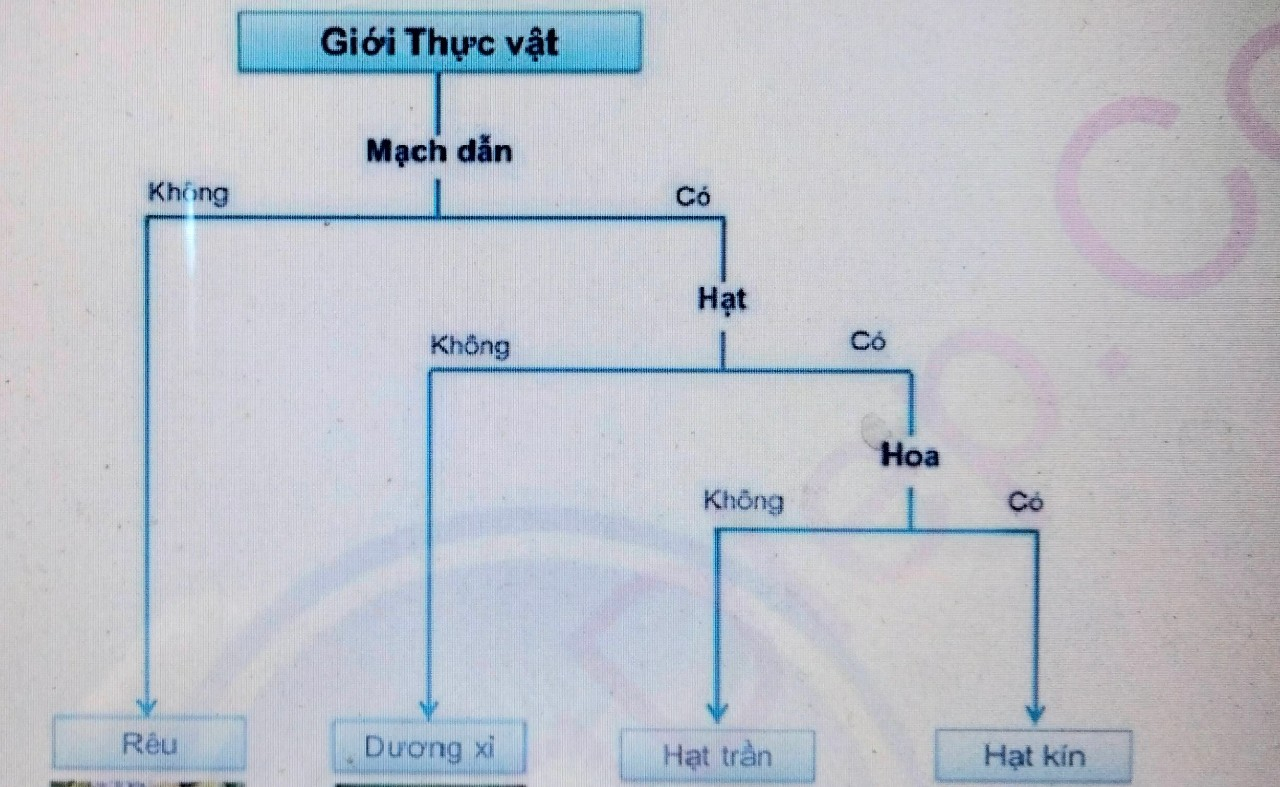 Giới Thực vật
Mạch dẫn
Không
Có
Hạt
Không
Có
Hoa
Không
Có
Rêu
Dương xỉ
Hạt trần
Hạt kín